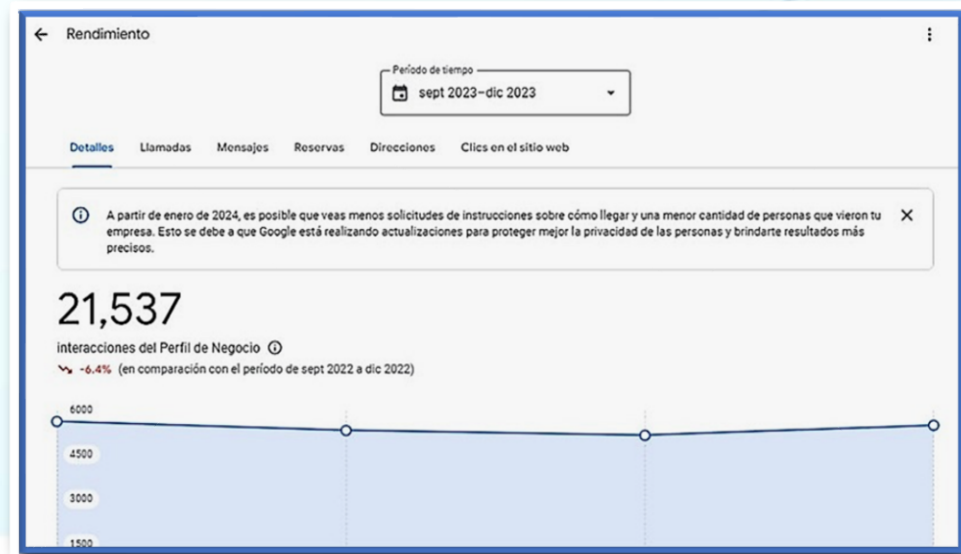 Rendimiento
Período de tiempo
sept 2023–dic 2023
Detalles Llamadas Mensajes Reservas Direcciones Clics en el sitio web
A partir de enero de 2024, es posible que veas menos solicitudes de instrucciones sobre cómo llegar y una menor cantidad de personas que vieron tu
empresa. Esto se debe a que Google está realizando actualizaciones para proteger mejor la privacidad de las personas y brindarte resultados más
precisos.
21,537
interacciones del Perfil de Negocio
-6.4% (en comparación con el período de sept 2022 a dic 2022)
6000
4500
3000
1500